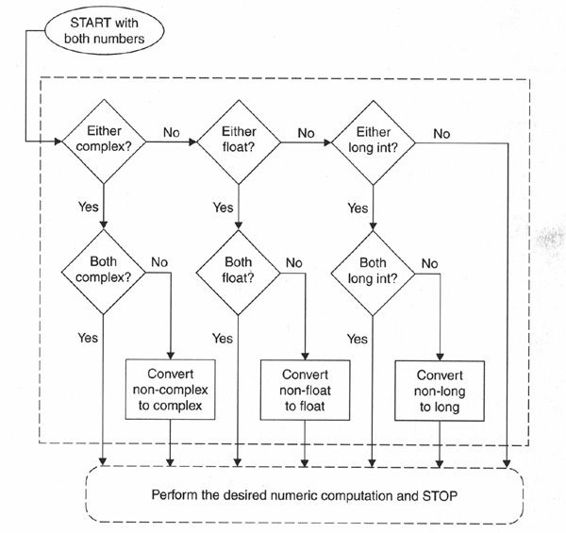 START with
both numbers
Either
complex?
No
Either
float?
No
Either
long int?
No
Yes
Yes
Yes
Both
complex?
No
Both
float?
No
Both
long int?
No
Yes
Yes
Yes
Convert
non-complex
to complex
Convert
non-float
to float
Convert
non-long
to long
Perform the desired numeric computation and STOP